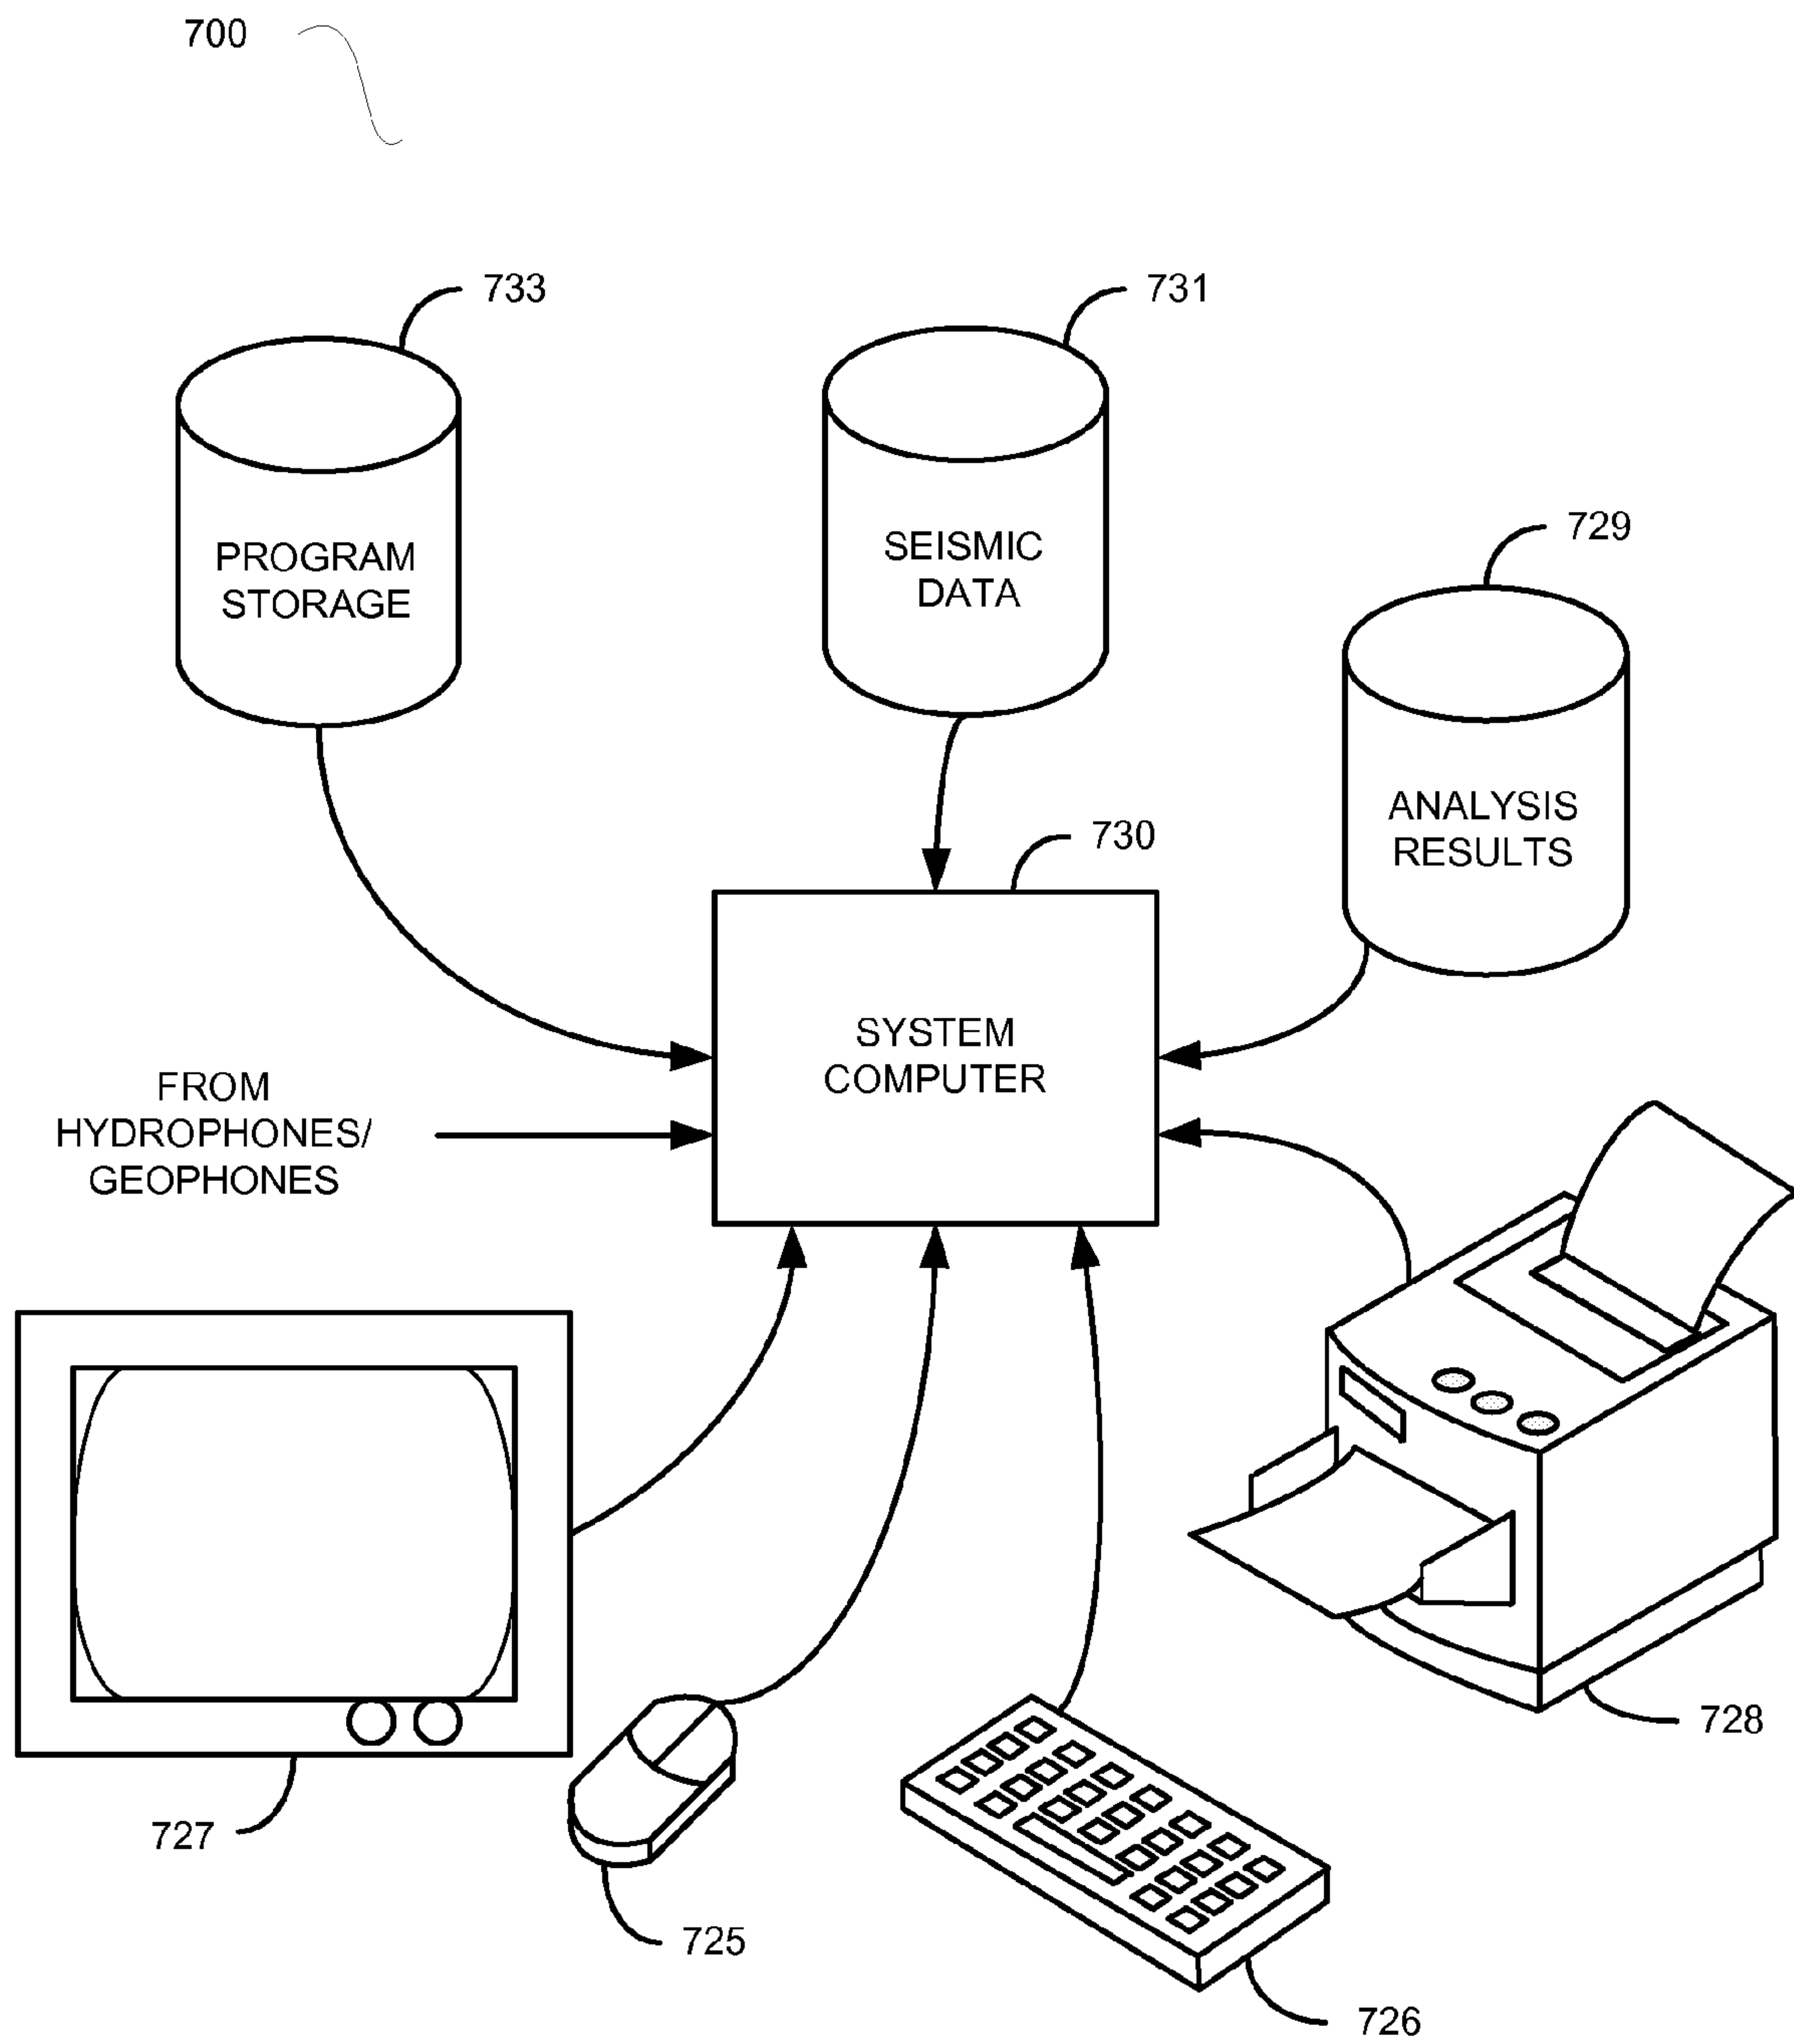 700
733
731
729
PROGRAM
STORAGE
SEISMIC
DATA
ANALYSIS
RESULTS
730
SYSTEM
COMPUTER
FROM
HYDROPHONES/
GEOPHONES
728
727
725
726